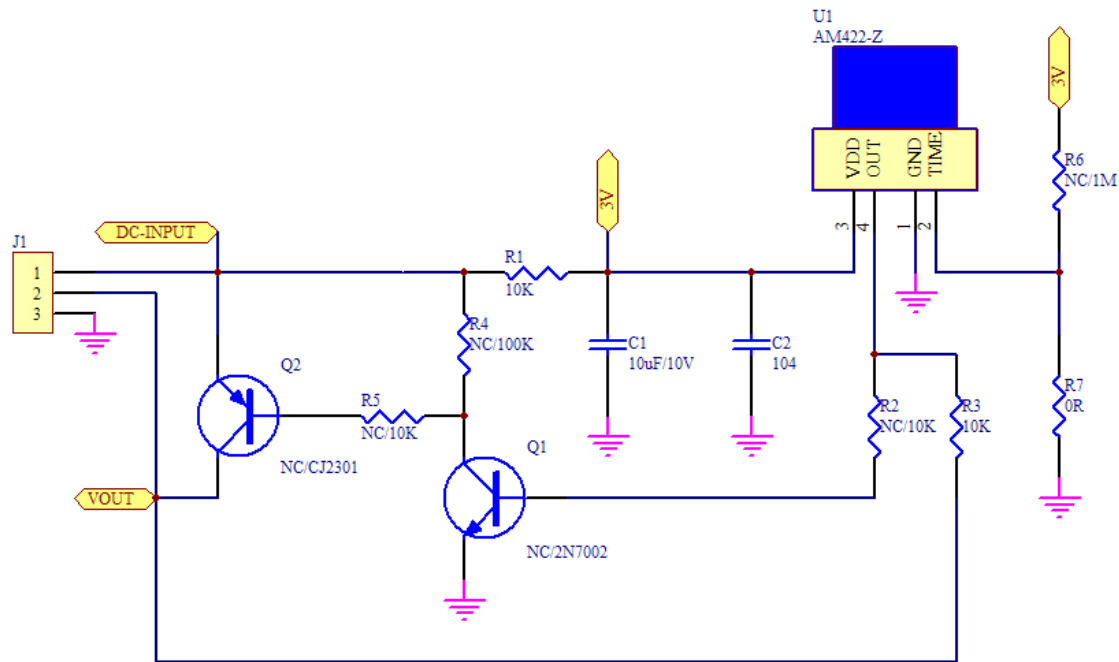 U1
AM422-Z
3V
VDD
OUT
GND
TIME
R6
NC/1M
3V
3
4
1
2
DC-INPUT
J1
1
2
3
R1
10K
R4
NC/100K
C1
10uF/10V
C2
104
Q2
R5
NC/10K
R2
NC/10K
R3
10K
R7
0R
Q1
NC/CJ2301
VOUT
NC/2N7002